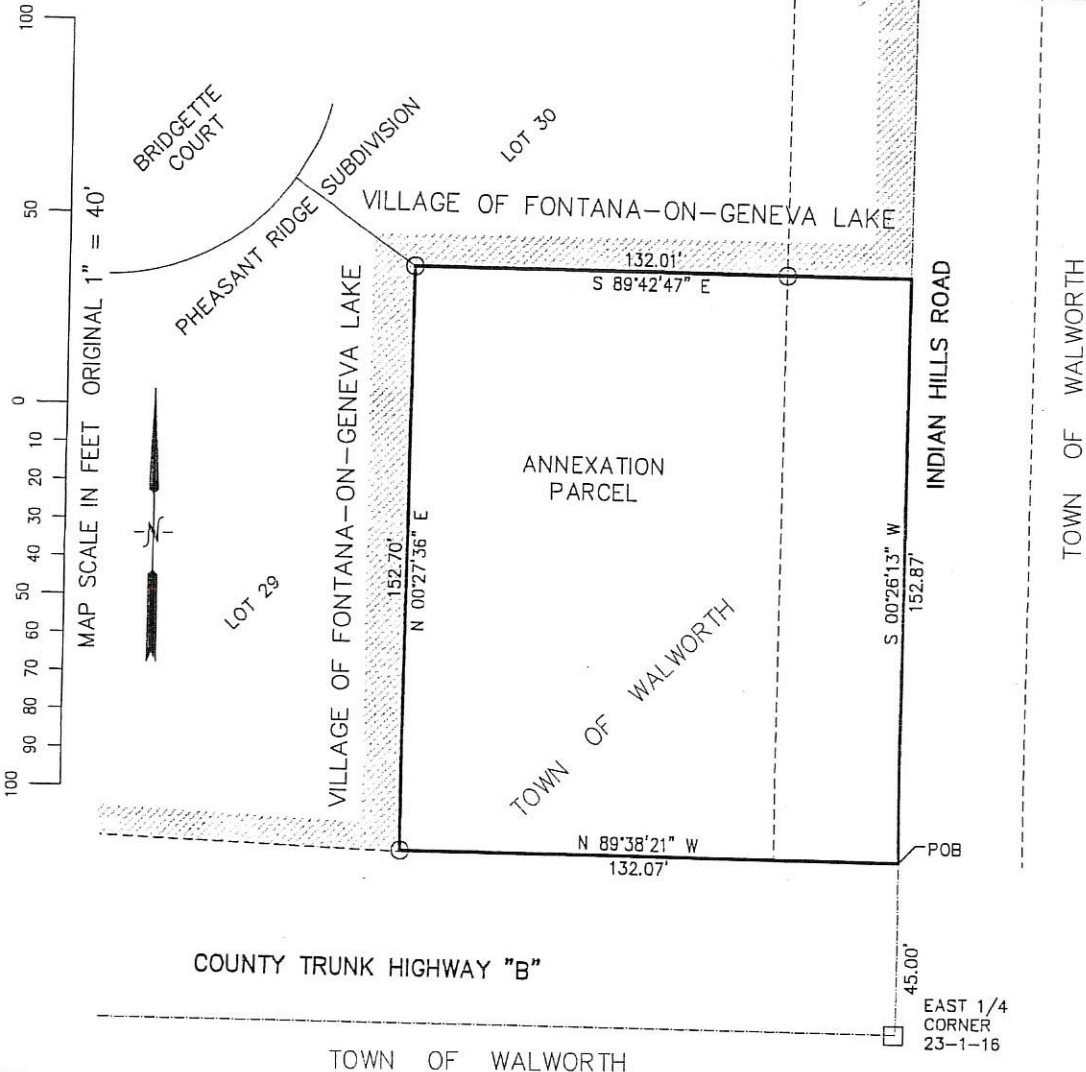 100
50
0
10
20
30
40
50
60
70
80
90
100
MAP SCALE IN FEET ORIGINAL 1" = 40'
BRIDGETTE
COURT
PHEASANT RIDGE SUBDIVISION
LOT 30
VILLAGE OF FONTANA-ON-GENEVA LAKE
132.01'
S 89°42'47" E
N
LOT 29
VILLAGE OF FONTANA-ON-GENEVA LAKE
152.70'
N 00°27'36" E
ANNEXATION
PARCEL
TOWN OF WALWORTH
S 00°26'13" W
152.87'
INDIAN HILLS ROAD
TOWN OF WALWORTH
N 89°38'21" W
132.07'
POB
COUNTY TRUNK HIGHWAY "B"
45.00'
EAST 1/4
CORNER
23-1-16
TOWN OF WALWORTH